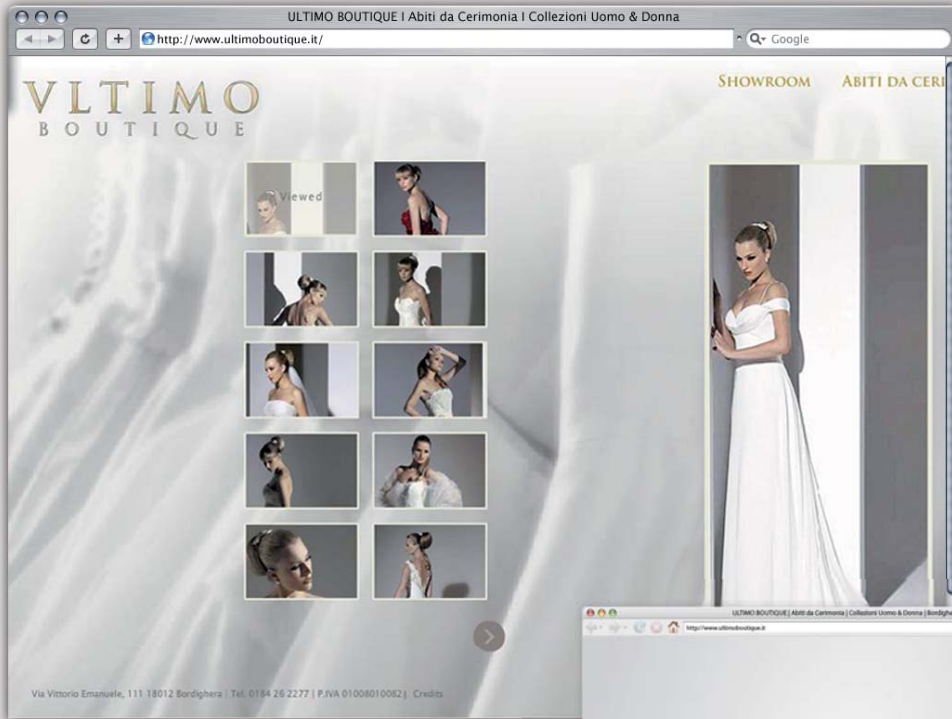 ULTIMO BOUTIQUE I Abiti da Cerimonia I Collezioni Uomo & Donna
http://www.ultimoboutique.it/
Google
VLTIMO
BOUTIQUE
SHOWROOM ABITI DA CERI
Viewed
ULTIMO BOUTIQUE | Abiti da Cerimonia | Collezioni Uomo & Donna | Bordighe
http://www.ultimoboutique.it
Via Vittorio Emanuele, 111 18012 Bordighera | Tel. 0184 26 2277 | P.IVA 01008010082 | Credits